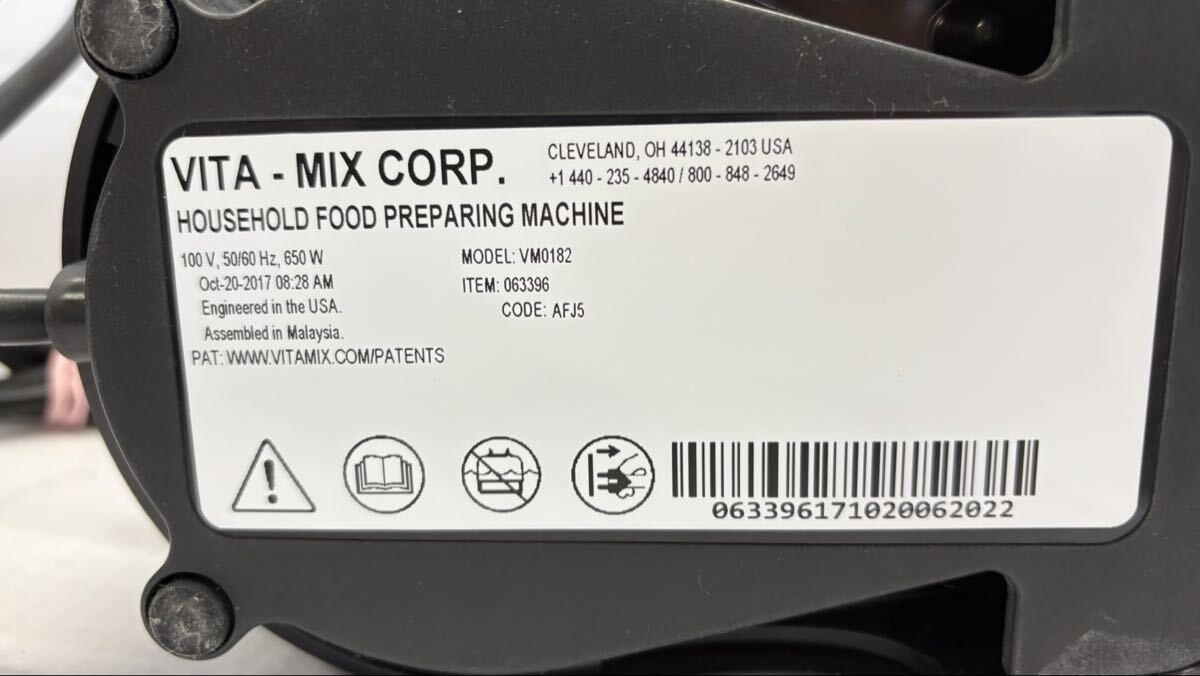 VITA - MIX CORP.
CLEVELAND, OH 44138 - 2103 USA
+1 440 - 235 - 4840 / 800 - 848 - 2649
HOUSEHOLD FOOD PREPARING MACHINE
100 V, 50/60 Hz, 650 W
Oct-20-2017 08:28 AM
Engineered in the USA.
Assembled in Malaysia.
PAT: WWW.VITAMIX.COM/PATENTS
MODEL: VM0182
ITEM: 063396
CODE: AFJ5
063396171020062022